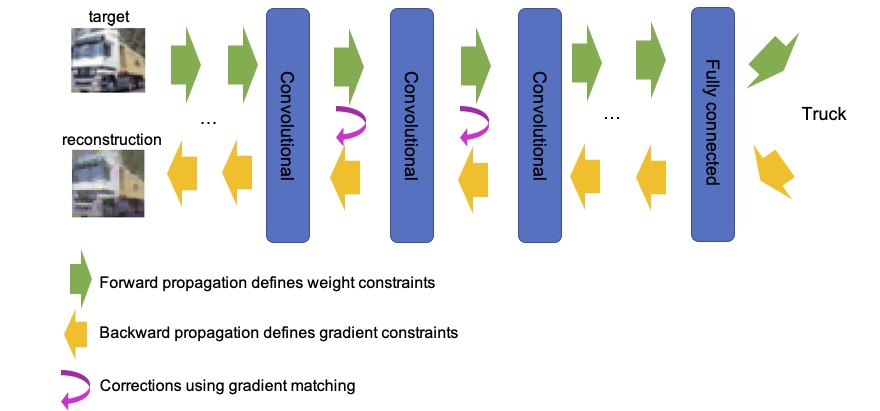 target
reconstruction
...
Convolutional
Convolutional
Convolutional
...
Fully connected
Truck
Forward propagation defines weight constraints
Backward propagation defines gradient constraints
Corrections using gradient matching